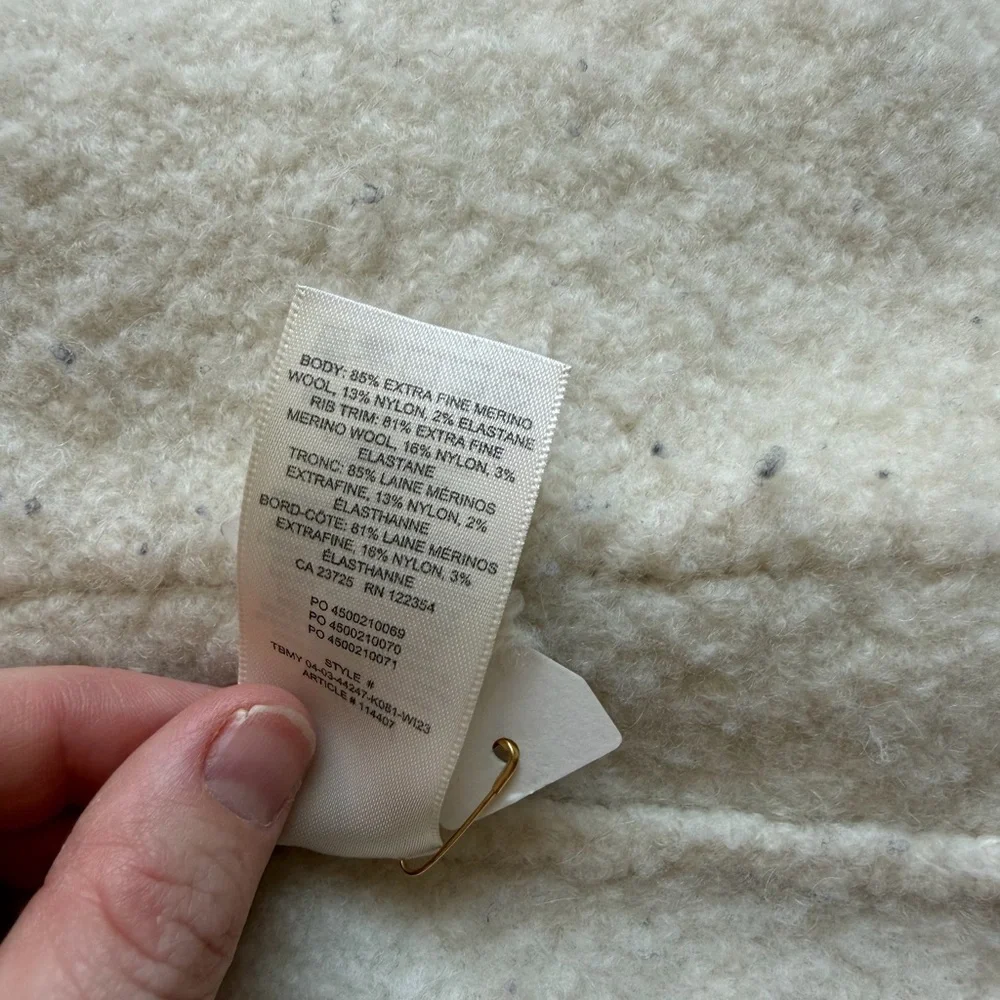 BODY: 85% EXTRA FINE MERINO
WOOL, 13% NYLON, 2% ELASTANE
RIB TRIM: 81% EXTRA FINE
MERINO WOOL, 16% NYLON, 3%
ELASTANE
TRONC: 85% LAINE MÉRINOS
EXTRAFINE, 13% NYLON, 2%
ÉLASTHANNE
BORD-CÔTE: 81% LAINE MÉRINOS
EXTRAFINE, 16% NYLON, 3%
ÉLASTHANNE
CA 23725 RN 122354
PO 4500210069
PO 4500210070
PO 4500210071
STYLE #
TBMY 04-03-44247-K081-WI23
ARTICLE # 114407